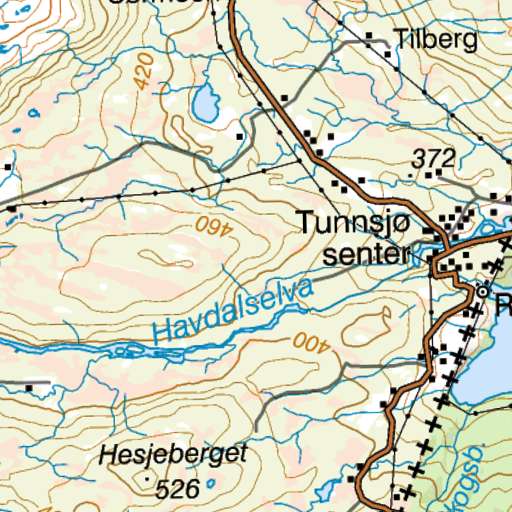 Tilberg
420
372
Tunnsjø
senter
460
Havdalselva
400
Hesjeberget
526